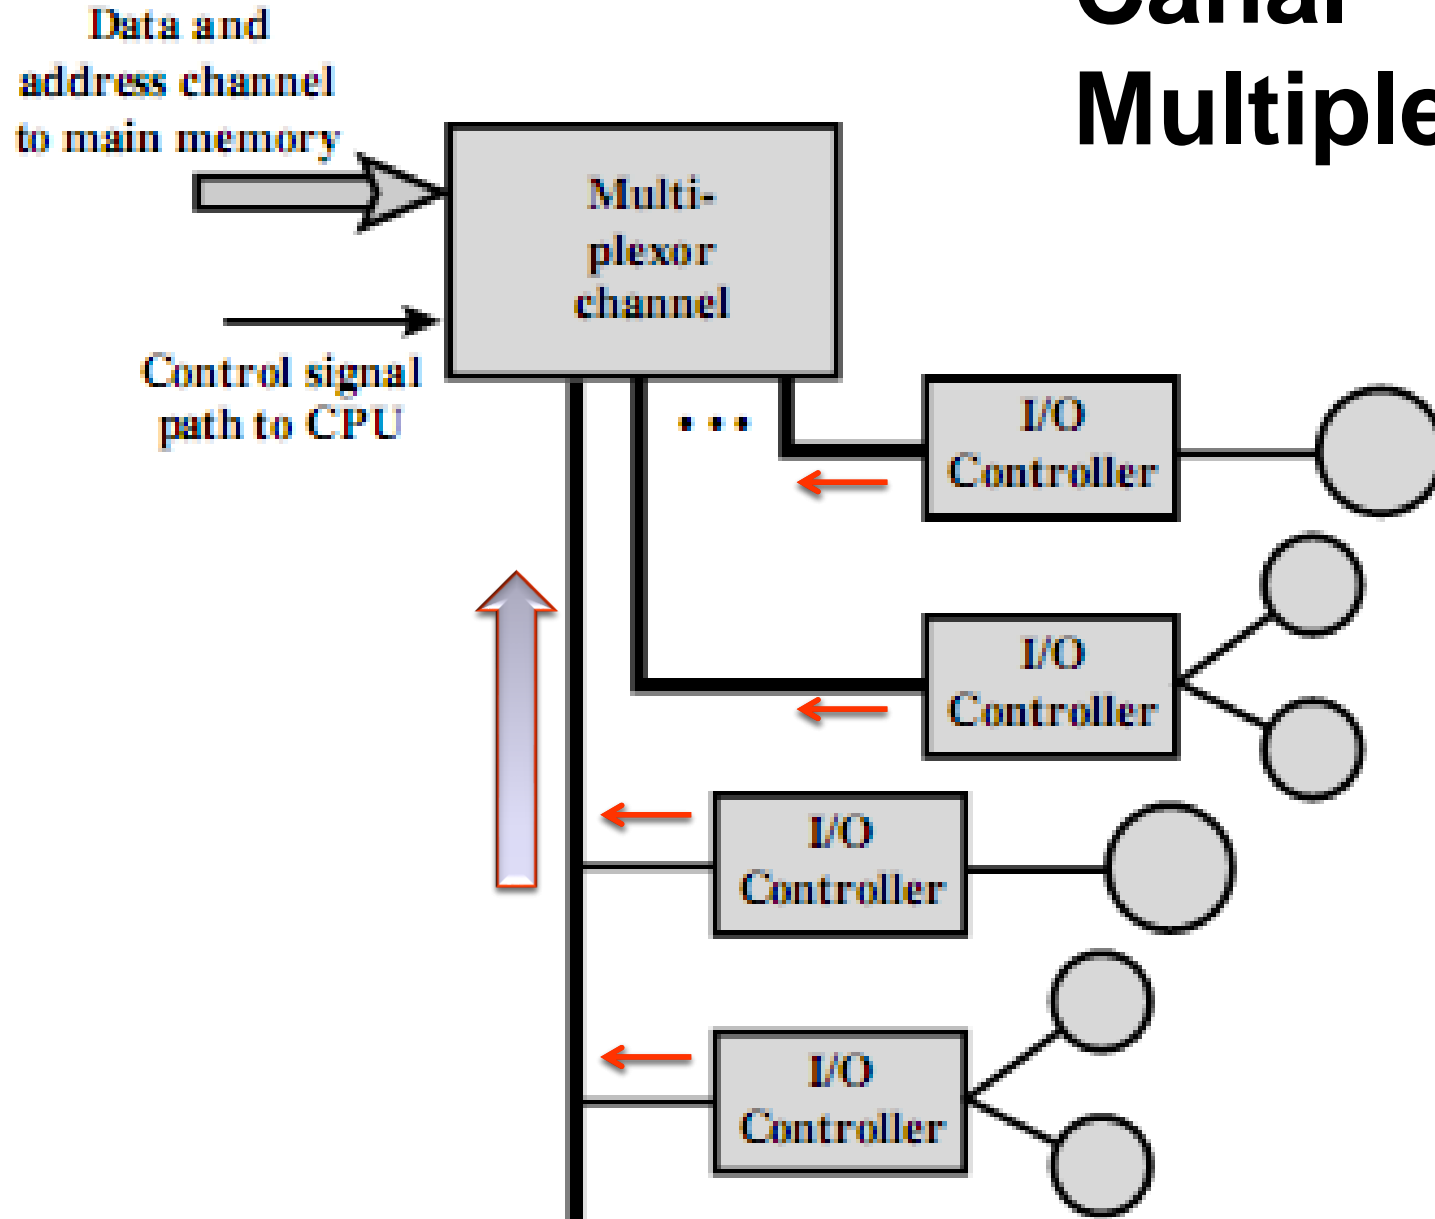 Data and
address channel
to main memory
Multi-
plexor
channel
Control signal
path to CPU
...
I/O
Controller
I/O
Controller
I/O
Controller
I/O
Controller